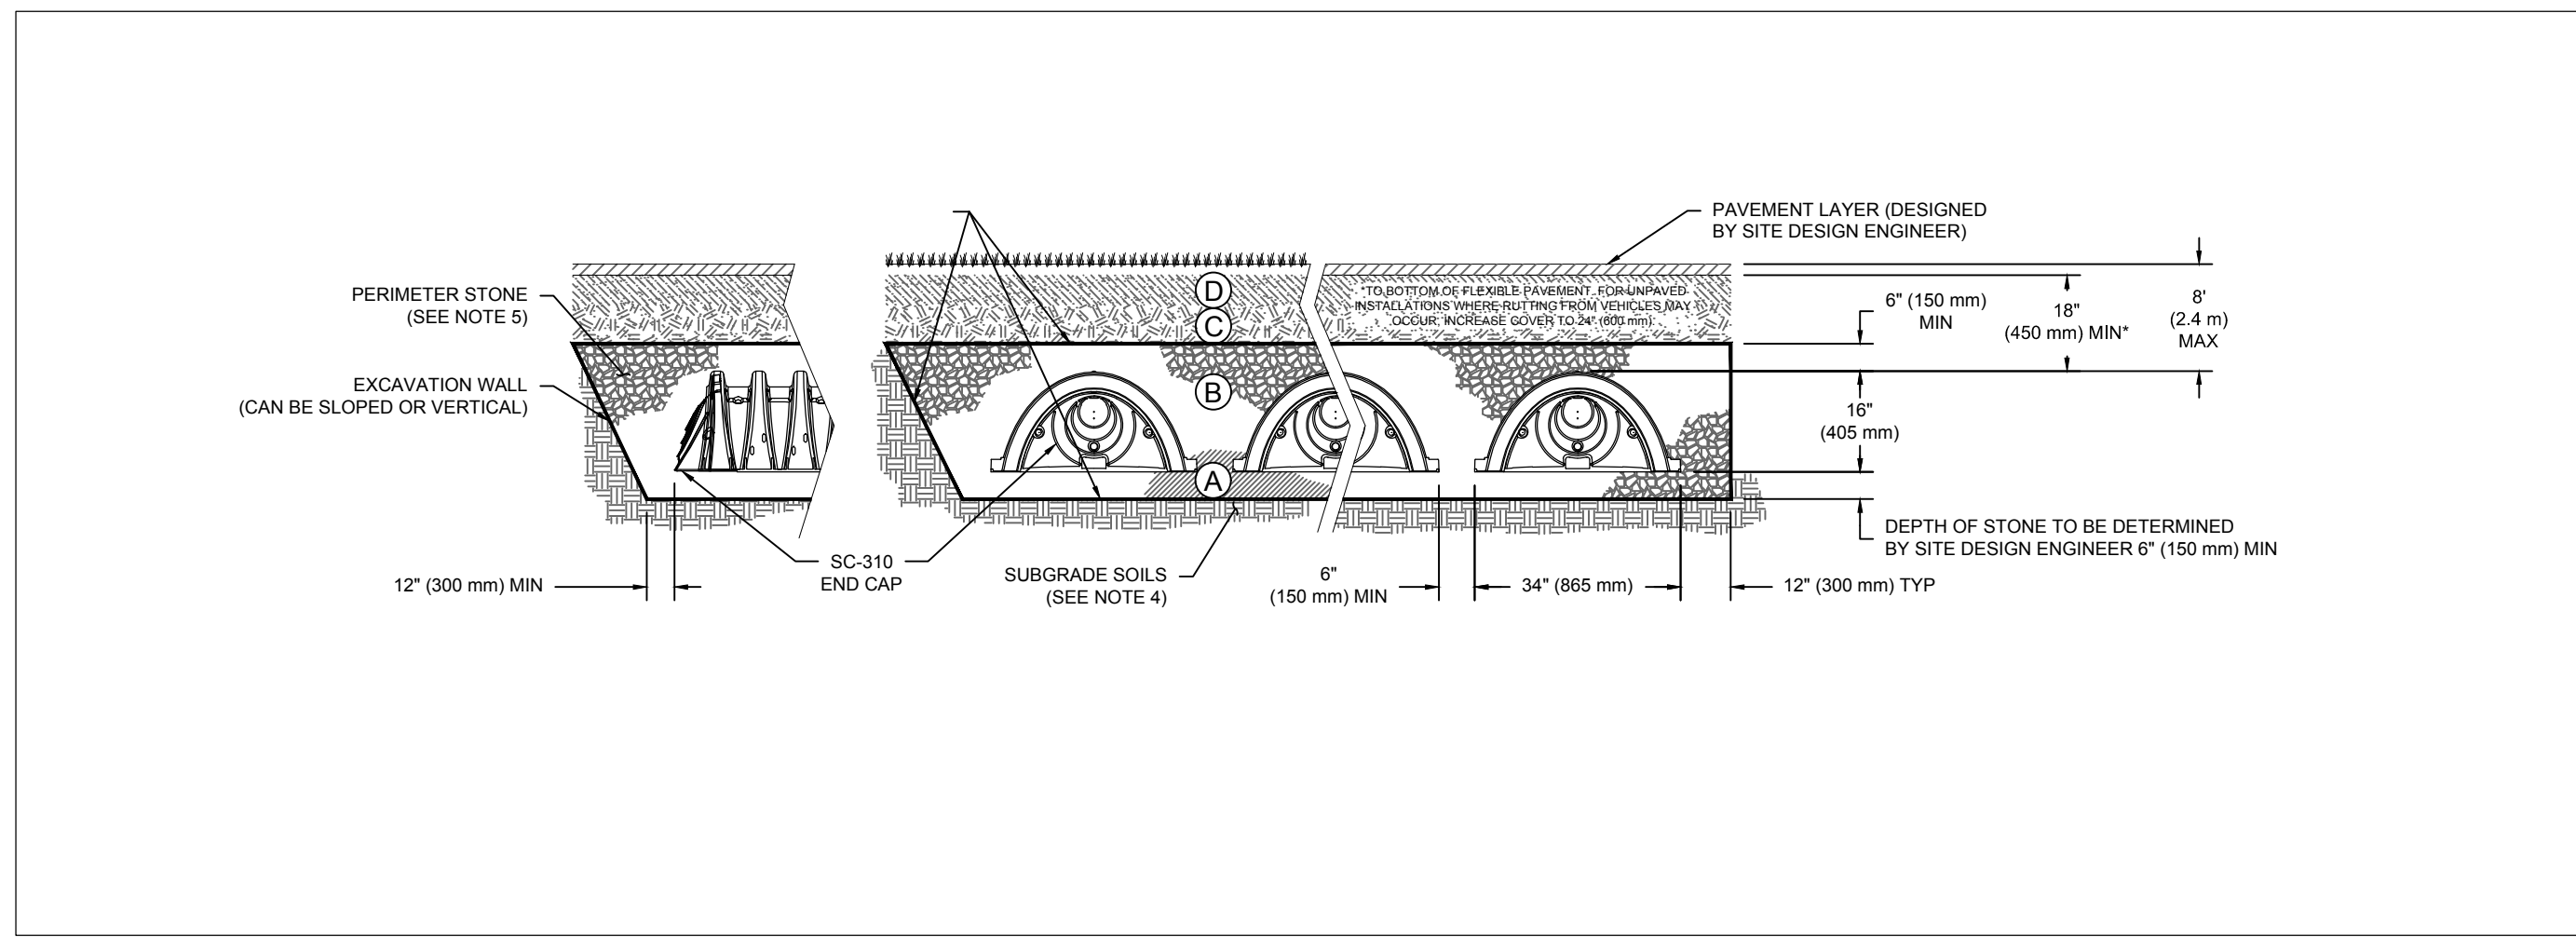 PAVEMENT LAYER (DESIGNED
BY SITE DESIGN ENGINEER)
PERIMETER STONE
(SEE NOTE 5)
EXCAVATION WALL
(CAN BE SLOPED OR VERTICAL)
D
C
B
A
*TO BOTTOM OF FLEXIBLE PAVEMENT. FOR UNPAVED
INSTALLATIONS WHERE RUTTING FROM VEHICLES MAY
OCCUR, INCREASE COVER TO 24" (600 mm).
6" (150 mm)
MIN
18"
(450 mm) MIN*
8'
(2.4 m)
MAX
16"
(405 mm)
DEPTH OF STONE TO BE DETERMINED
BY SITE DESIGN ENGINEER 6" (150 mm) MIN
12" (300 mm) MIN
SC-310
END CAP
SUBGRADE SOILS
(SEE NOTE 4)
6"
(150 mm) MIN
34" (865 mm)
12" (300 mm) TYP